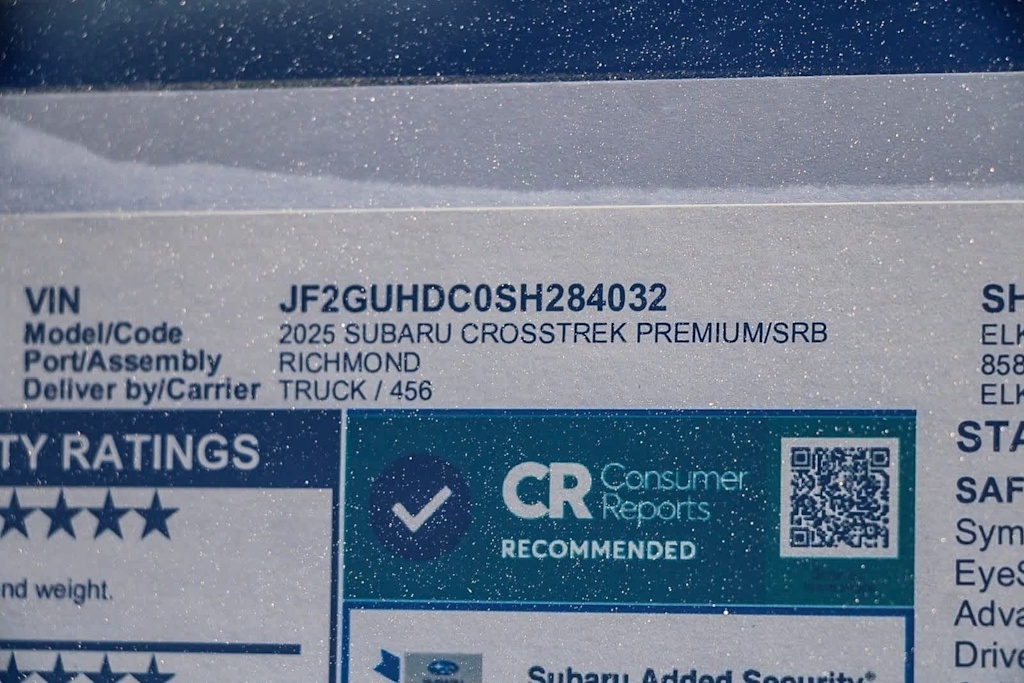 VIN JF2GUHDC0SH284032
Model/Code 2025 SUBARU CROSSTREK PREMIUM/SRB
Port/Assembly RICHMOND
Deliver by/Carrier TRUCK / 456
SH
ELK
858
ELK
TY RATINGS
nd weight.
CR Consumer Reports
RECOMMENDED
Subaru Added Security®
STA
SAF
Sym
EyeS
Adva
Drive